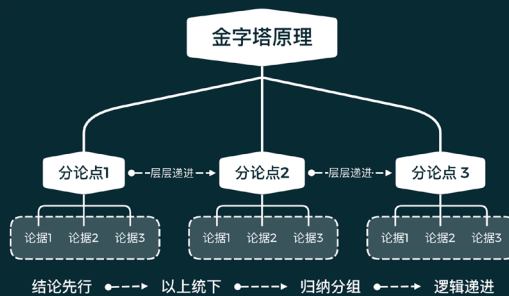 金字塔原理
分论点1 层层递进 分论点2 层层递进 分论点 3
论据1 论据2 论据3 论据1 论据2 论据3 论据1 论据2 论据3
结论先行 以上统下 归纳分组 逻辑递进